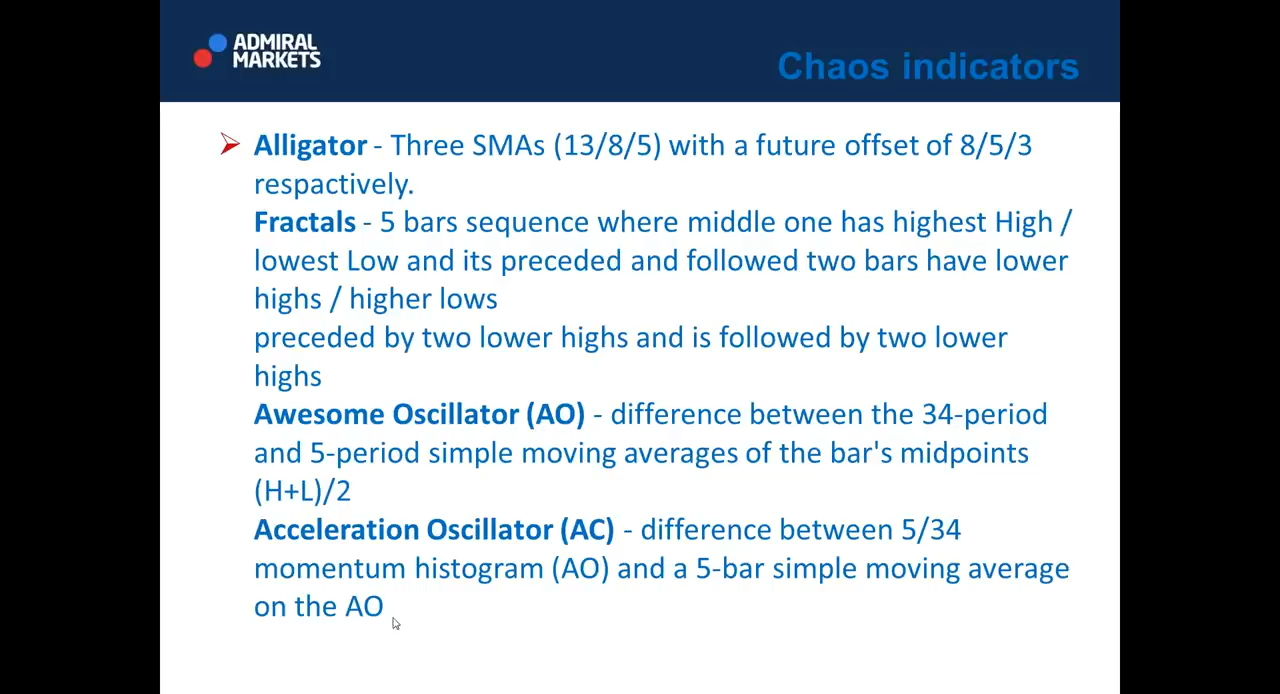 ADMIRAL
MARKETS
Chaos indicators
Alligator - Three SMAs (13/8/5) with a future offset of 8/5/3
respactively.
Fractals - 5 bars sequence where middle one has highest High /
lowest Low and its preceded and followed two bars have lower
highs / higher lows
preceded by two lower highs and is followed by two lower
highs
Awesome Oscillator (AO) - difference between the 34-period
and 5-period simple moving averages of the bar's midpoints
(H+L)/2
Acceleration Oscillator (AC) - difference between 5/34
momentum histogram (AO) and a 5-bar simple moving average
on the AO